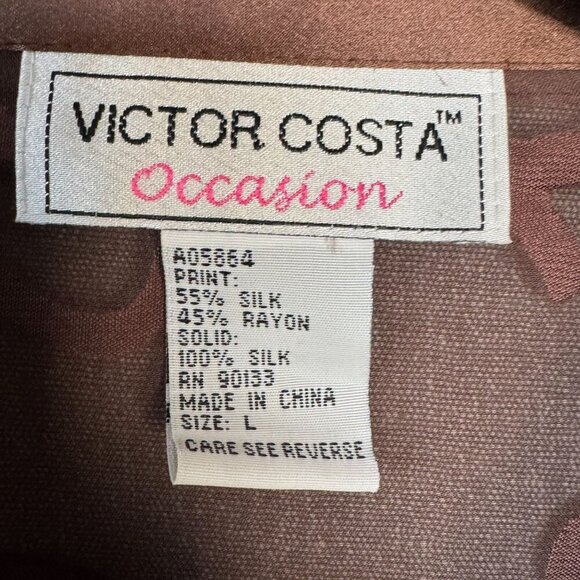 VICTOR COSTA™
Occasion
A05864
PRINT:
55% SILK
45% RAYON
SOLID:
100% SILK
RN 90133
MADE IN CHINA
SIZE: L
CARE SEE REVERSE